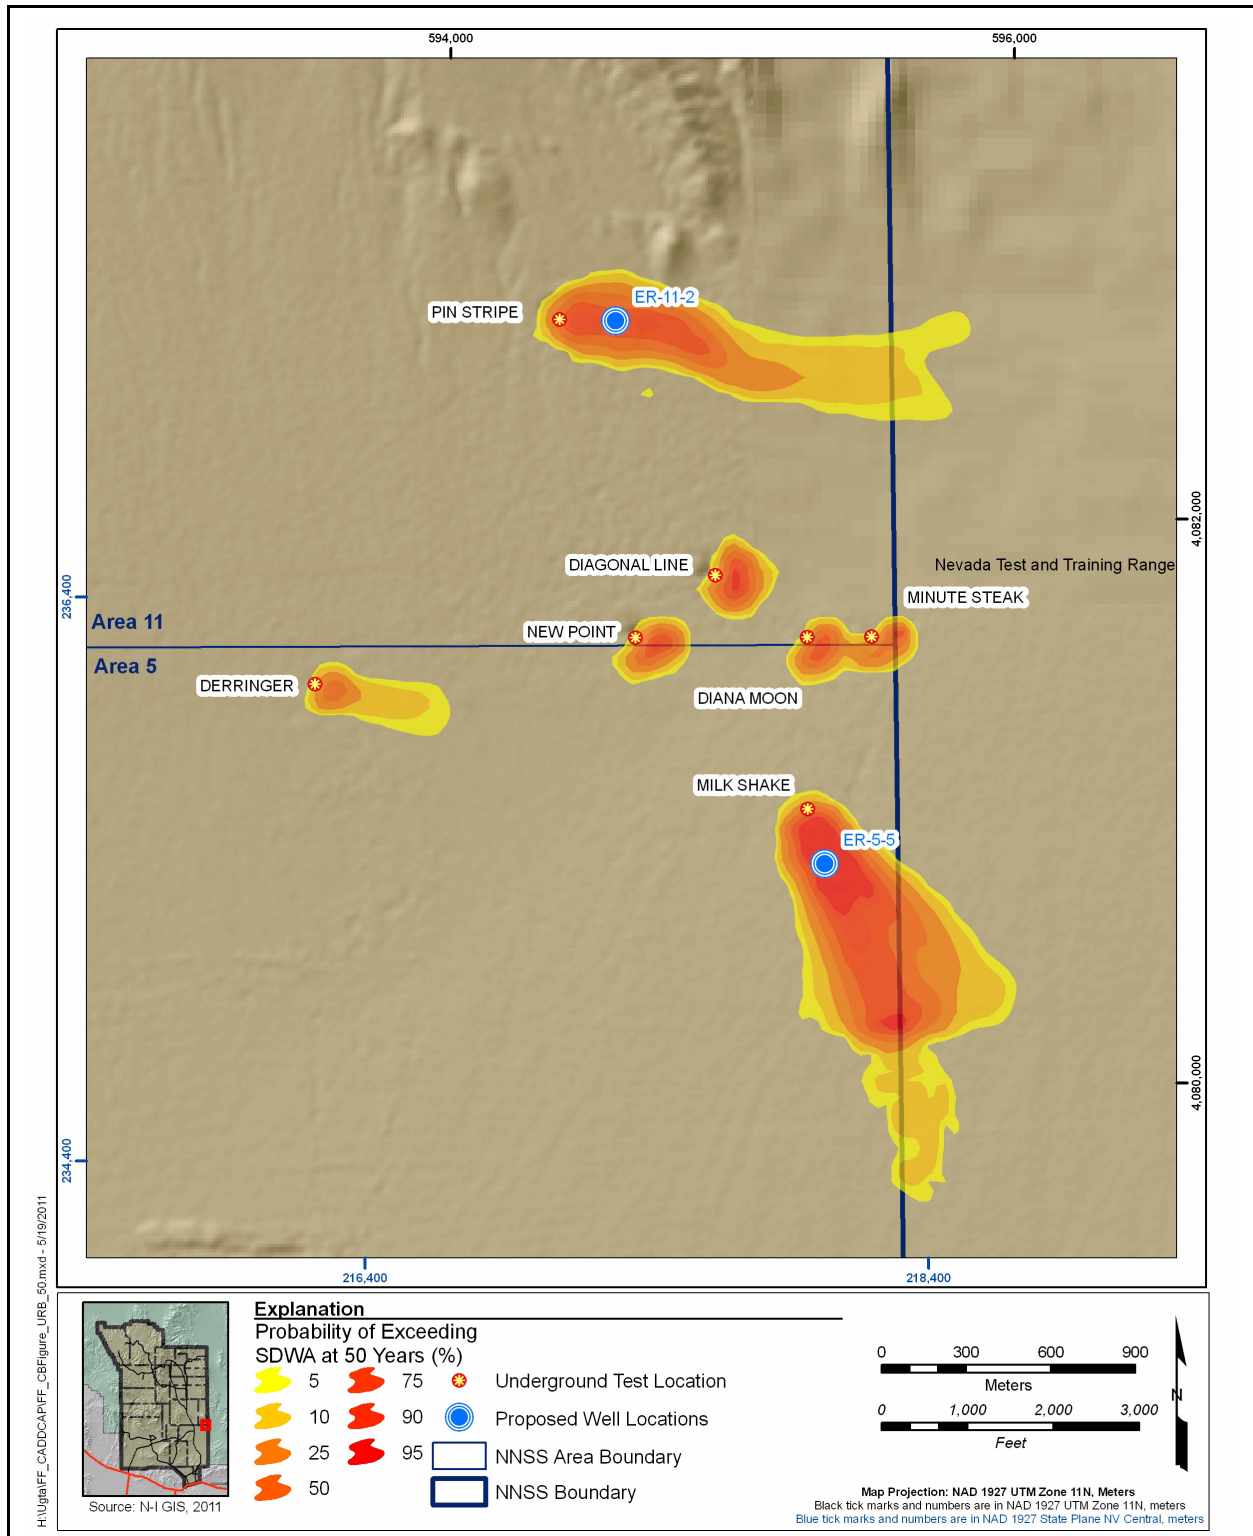 594,000
596,000
ER-11-2
PIN STRIPE
4,082,000
DIAGONAL LINE
Nevada Test and Training Range
236,400
MINUTE STEAK
Area 11
NEW POINT
Area 5
DERRINGER
DIANA MOON
MILK SHAKE
ER-5-5
4,080,000
234,400
216,400
218,400
H:\Ugta\FF_CADDCAP\FF_CBFigure_URB_50.mxd - 5/19/2011
Explanation
Probability of Exceeding
SDWA at 50 Years (%)
5
75
Underground Test Location
10
90
Proposed Well Locations
25
95
NNSS Area Boundary
50
NNSS Boundary
Source: N-I GIS, 2011
0 300 600 900
Meters
0 1,000 2,000 3,000
Feet
N
Map Projection: NAD 1927 UTM Zone 11N, Meters
Black tick marks and numbers are in NAD 1927 UTM Zone 11N, meters
Blue tick marks and numbers are in NAD 1927 State Plane NV Central, meters